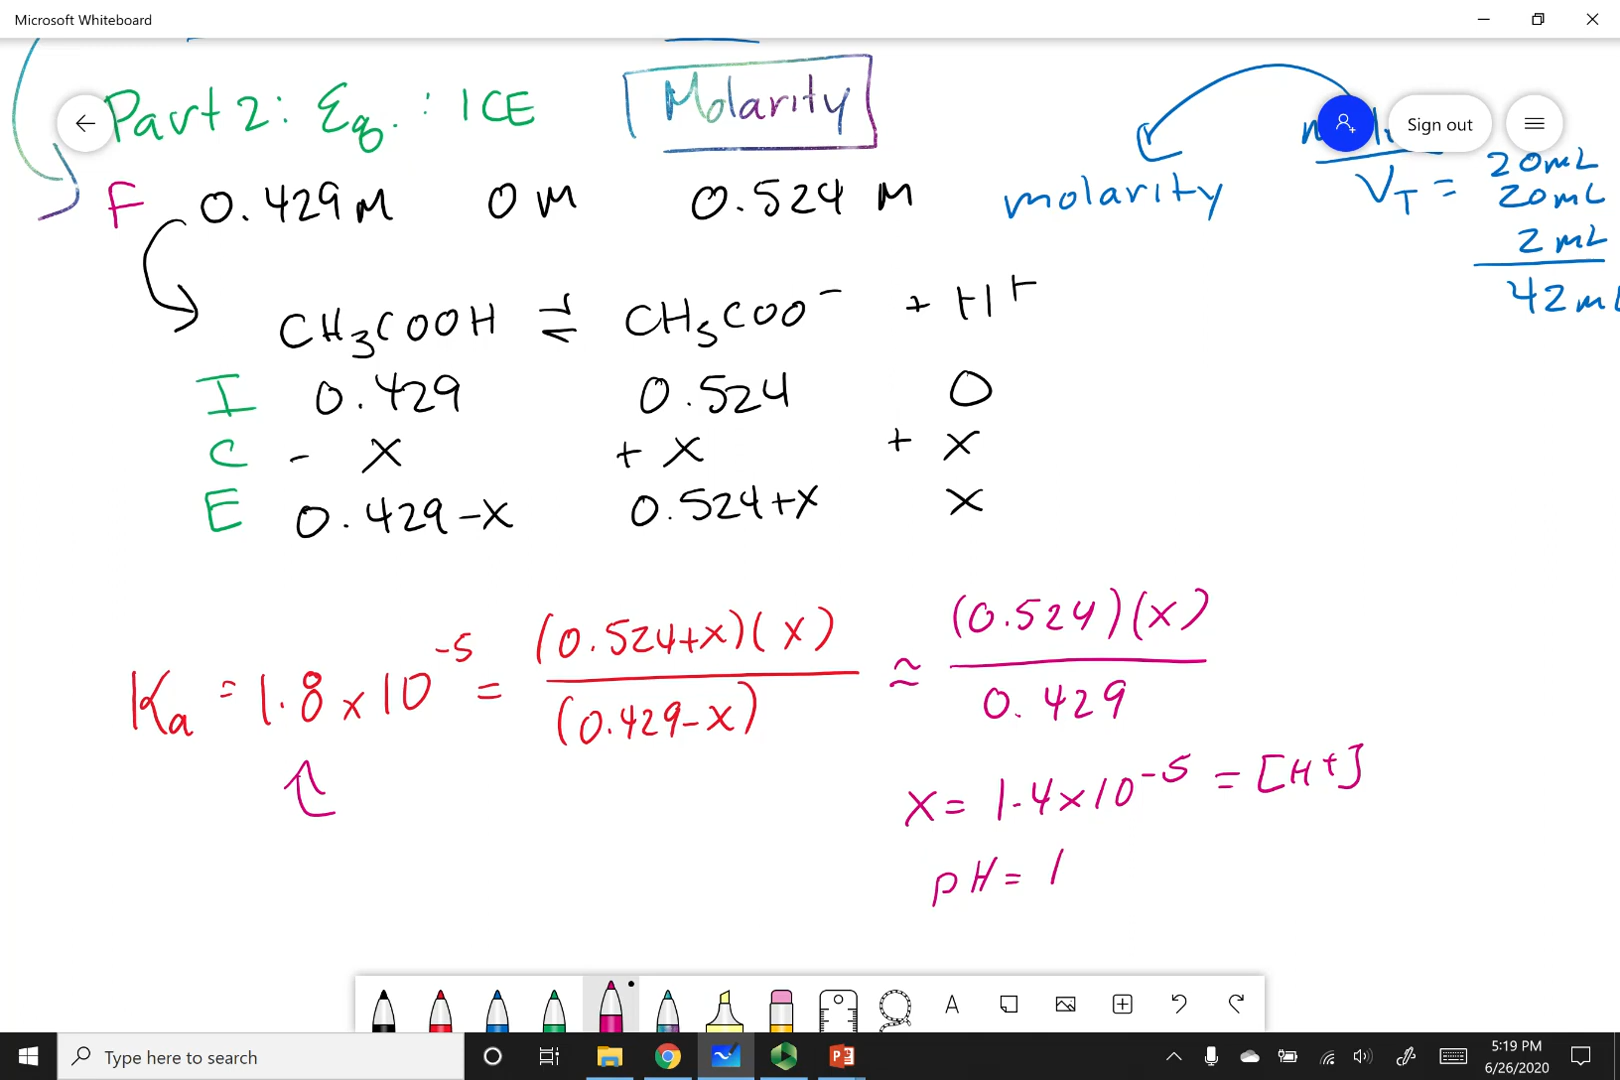 Microsoft Whiteboard
Part 2: Eq. : ICE Molarity
Sign out
F 0.429 M 0 M 0.524 M
molarity
V_T = 20 mL
20 mL
2 mL
42 mL
CH₃COOH ⇌ CH₃COO⁻ + H⁺
I 0.429 0.524 0
C - x + x + x
E 0.429-x 0.524+x x
Ka = 1.8 x 10⁻⁵ = (0.524+x)(x) / (0.429-x) ≈ (0.524)(x) / 0.429
x = 1.4x10⁻⁵ = [H⁺]
pH = 1
A
Type here to search
5:19 PM
6/26/2020